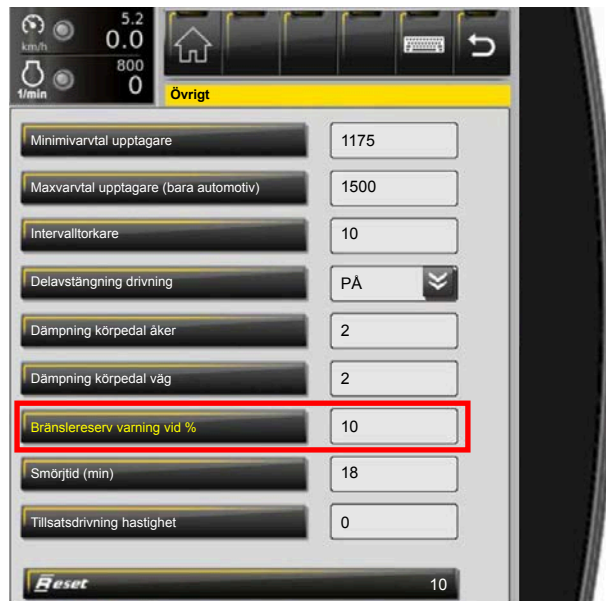 5.2
km/h 0.0
800
1/min 0
Övrigt
Minimivarvtal upptagare 1175
Maxvarvtal upptagare (bara automotiv) 1500
Intervalltorkare 10
Delavstängning drivning PÅ
Dämpning körpedal åker 2
Dämpning körpedal väg 2
Bränslereserv varning vid % 10
Smörjtid (min) 18
Tillsatsdrivning hastighet 0
Reset 10